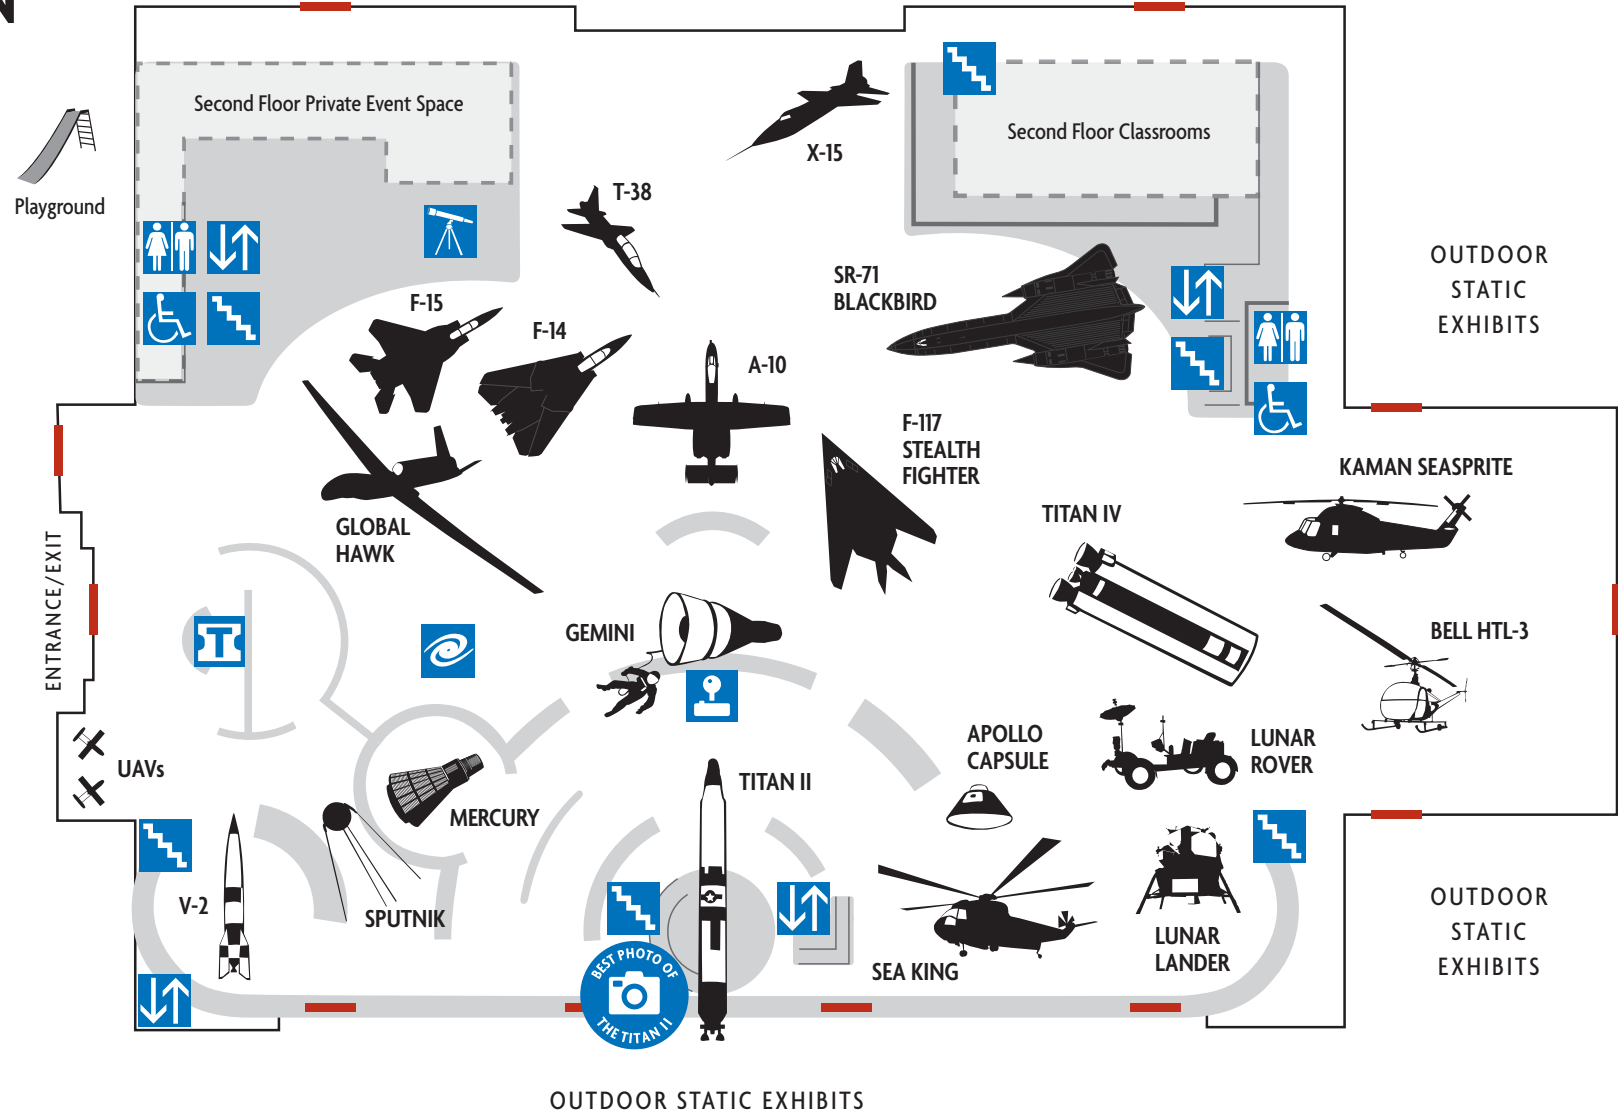 N
Second Floor Private Event Space
Second Floor Classrooms
X-15
T-38
Playground
OUTDOOR
STATIC
EXHIBITS
SR-71
BLACKBIRD
F-15
F-14
A-10
F-117
STEALTH
FIGHTER
KAMAN SEASPRITE
GLOBAL
HAWK
TITAN IV
ENTRANCE/EXIT
T
GEMINI
BELL HTL-3
APOLLO
CAPSULE
LUNAR
ROVER
UAVs
TITAN II
MERCURY
V-2
SPUTNIK
SEA KING
LUNAR
LANDER
OUTDOOR
STATIC
EXHIBITS
BEST PHOTO OF
THE TITAN II
OUTDOOR STATIC EXHIBITS